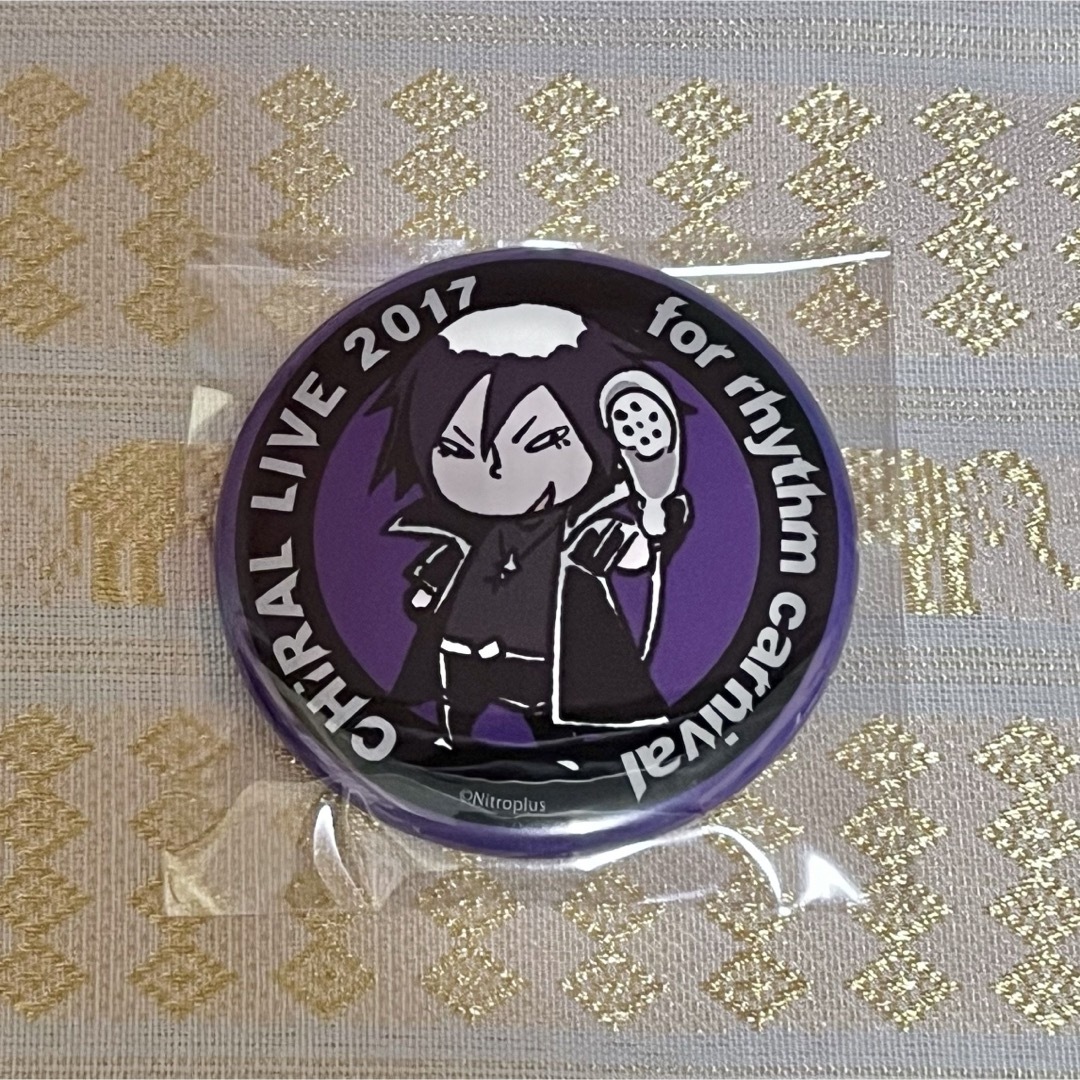 CHiRAL LIVE 2017
for rhythm carnival
©Nitroplus